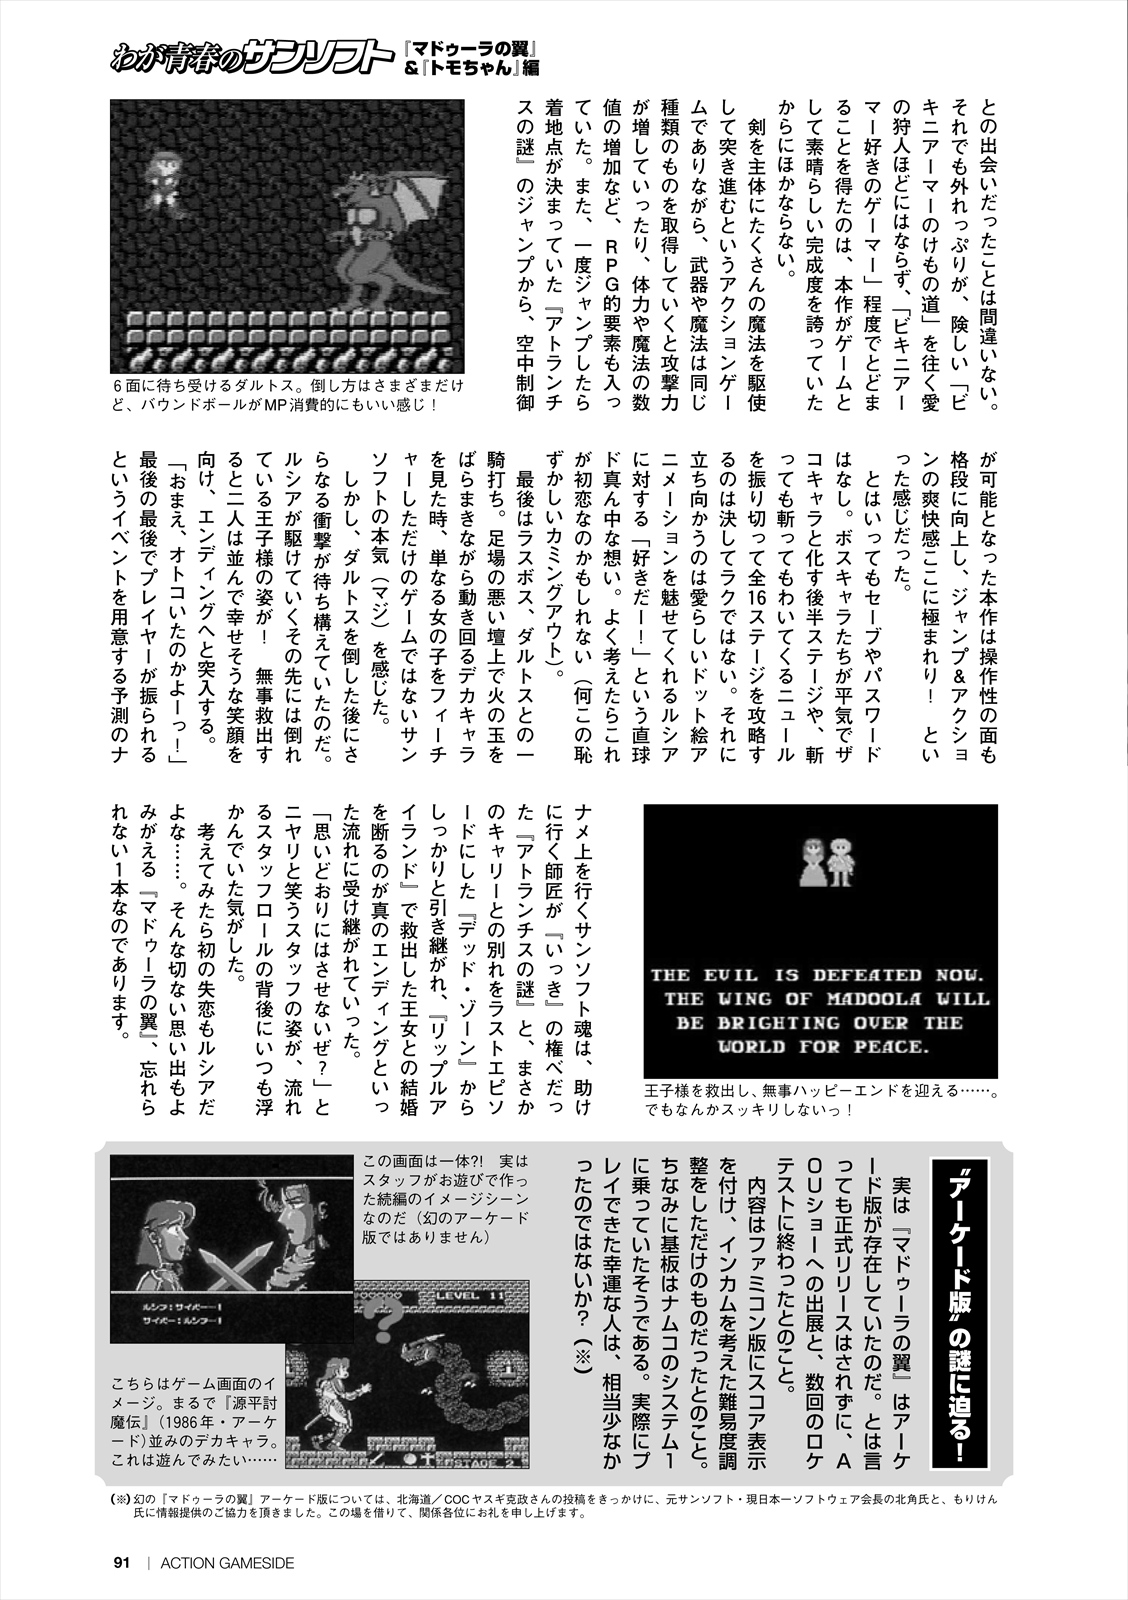 わが青春のサンソフト
『マドゥーラの翼』
&『トモちゃん』編
との出会いだったことは間違いない。
それでも外れっぷりが、険しい「ビ
キニアーマーのけもの道」を往く愛
の狩人ほどにはならず、「ビキニアー
マー好きのゲーマー」程度でとどま
ることを得たのは、本作がゲームと
して素晴らしい完成度を誇っていた
からにほかならない。
　剣を主体にたくさんの魔法を駆使
して突き進むというアクションゲー
ムでありながら、武器や魔法は同じ
種類のものを取得していくと攻撃力
が増していったり、体力や魔法の数
値の増加など、RPG的要素も入っ
ていた。また、一度ジャンプしたら
着地点が決まっていた『アトランチ
スの謎』のジャンプから、空中制御
6面に待ち受けるダルトス。倒し方はさまざまだけ
ど、バウンドボールがMP消費的にもいい感じ！
が可能となった本作は操作性の面も
格段に向上し、ジャンプ&アクショ
ンの爽快感ここに極まれり！　とい
った感じだった。
　とはいってもセーブやパスワード
はなし。ボスキャラたちが平気でザ
コキャラと化す後半ステージや、斬
っても斬ってもわいてくるニュール
を振り切って全16ステージを攻略す
るのは決してラクではない。それに
立ち向かうのは愛らしいドット絵ア
ニメーションを魅せてくれるルシア
に対する「好きだー！」という直球
ド真ん中な想い。よく考えたらこれ
が初恋なのかもしれない（何この恥
ずかしいカミングアウト）。
　最後はラスボス、ダルトスとの一
騎打ち。足場の悪い壇上で火の玉を
ばらまきながら動き回るデカキャラ
を見た時、単なる女の子をフィーチ
ャーしただけのゲームではないサン
ソフトの本気（マジ）を感じた。
　しかし、ダルトスを倒した後にさ
らなる衝撃が待ち構えていたのだ。
ルシアが駆けていくその先には倒れ
ている王子様の姿が！　無事救出す
ると二人は並んで幸せそうな笑顔を
向け、エンディングへと突入する。
「おまえ、オトコいたのかよーっ！」
最後の最後でプレイヤーが振られる
というイベントを用意する予測のナ
THE EVIL IS DEFEATED NOW.
THE WING OF MADOOLA WILL
BE BRIGHTING OVER THE
WORLD FOR PEACE.
王子様を救出し、無事ハッピーエンドを迎える……。
でもなんかスッキリしないっ！
ナメ上を行くサンソフト魂は、助け
に行く師匠が『いっき』の権べだっ
た『アトランチスの謎』と、まさか
のキャリーとの別れをラストエピソ
ードにした『デッド・ゾーン』から
しっかりと引き継がれ、『リップルア
イランド』で救出した王女との結婚
を断るのが真のエンディングといっ
た流れに受け継がれていった。
「思いどおりにはさせないぜ？」と
ニヤリと笑うスタッフの姿が、流れ
るスタッフロールの背後にいつも浮
かんでいた気がした。
　考えてみたら初の失恋もルシアだ
よな……。そんな切ない思い出もよ
みがえる『マドゥーラの翼』、忘れら
れない1本なのであります。
“アーケード版”の謎に迫る！
　実は『マドゥーラの翼』はアーケ
ード版が存在していたのだ。とは言
っても正式リリースはされずに、A
OUショーへの出展と、数回のロケ
テストに終わったとのこと。
　内容はファミコン版にスコア表示
を付け、インカムを考えた難易度調
整をしただけのものだったとのこと。
ちなみに基板はナムコのシステム1
に乗っていたそうである。実際にプ
レイできた幸運な人は、相当少なか
ったのではないか？（※）
この画面は一体?!　実は
スタッフがお遊びで作っ
た続編のイメージシーン
なのだ（幻のアーケード
版ではありません）
ルシア：サイバー…！
サイバー：ルシアー！
LEVEL 11
?
STAGE 2
こちらはゲーム画面のイ
メージ。まるで『源平討
魔伝』（1986年・アーケ
ード）並みのデカキャラ。
これは遊んでみたい……
（※）幻の『マドゥーラの翼』アーケード版については、北海道／COCヤスギ克政さんの投稿をきっかけに、元サンソフト・現日本一ソフトウェア会長の北角氏と、もりけん
氏に情報提供のご協力を頂きました。この場を借りて、関係各位にお礼を申し上げます。
91 | ACTION GAMESIDE